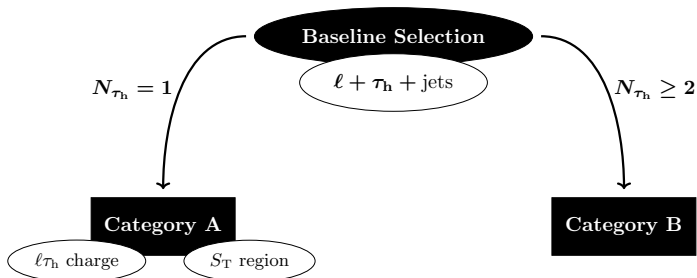 Baseline Selection
ℓ + τh + jets
Nτh = 1
Nτh ≥ 2
Category A
Category B
ℓτh charge
ST region